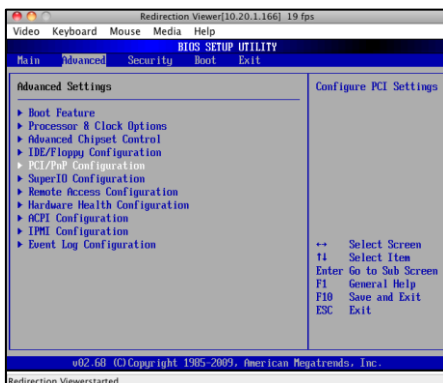 Redirection Viewer[10.20.1.166] 19 fps
Video Keyboard Mouse Media Help
BIOS SETUP UTILITY
Main Advanced Security Boot Exit
Advanced Settings
Configure PCI Settings
▶ Boot Feature
▶ Processor & Clock Options
▶ Advanced Chipset Control
▶ IDE/Floppy Configuration
▶ PCI/PnP Configuration
▶ SuperIO Configuration
▶ Remote Access Configuration
▶ Hardware Health Configuration
▶ ACPI Configuration
▶ IPMI Configuration
▶ Event Log Configuration
↔ Select Screen
↑↓ Select Item
Enter Go to Sub Screen
F1 General Help
F10 Save and Exit
ESC Exit
v02.68 (C)Copyright 1985-2009, American Megatrends, Inc.
Redirection Viewerstarted